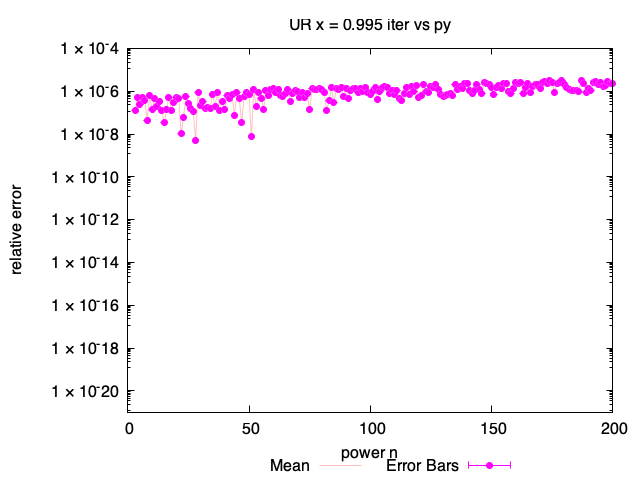 UR x = 0.995 iter vs py
1 × 10⁻⁴
1 × 10⁻⁶
1 × 10⁻⁸
1 × 10⁻¹⁰
1 × 10⁻¹²
1 × 10⁻¹⁴
1 × 10⁻¹⁶
1 × 10⁻¹⁸
1 × 10⁻²⁰
relative error
0 50 100 150 200
power n
Mean Error Bars